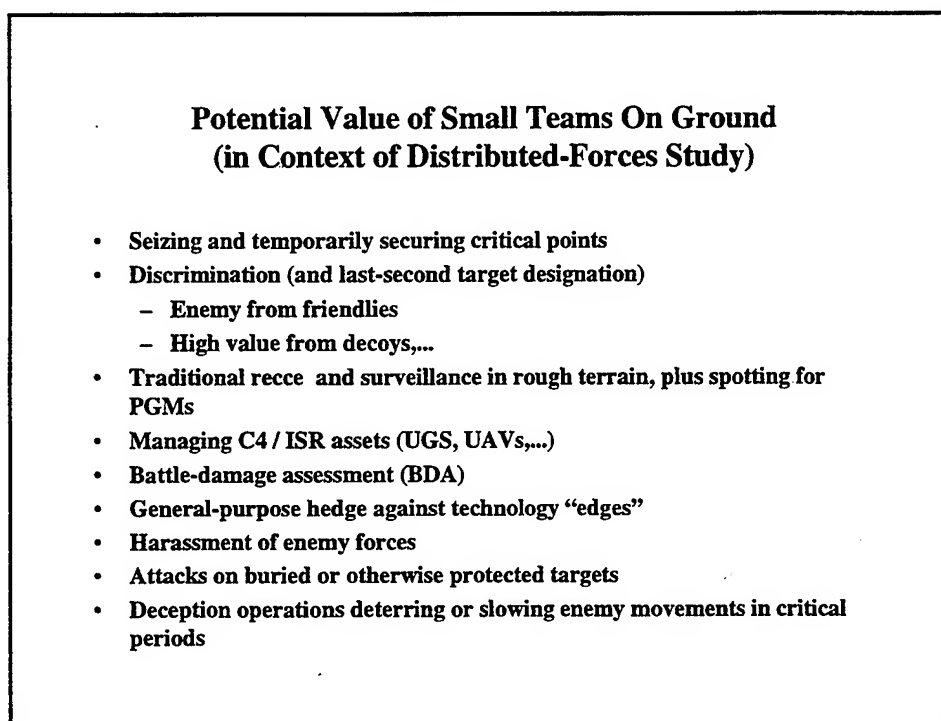 Potential Value of Small Teams On Ground
(in Context of Distributed-Forces Study)
• Seizing and temporarily securing critical points
• Discrimination (and last-second target designation)
– Enemy from friendlies
– High value from decoys,...
• Traditional recce and surveillance in rough terrain, plus spotting for
PGMs
• Managing C4 / ISR assets (UGS, UAVs,...)
• Battle-damage assessment (BDA)
• General-purpose hedge against technology “edges”
• Harassment of enemy forces
• Attacks on buried or otherwise protected targets
• Deception operations deterring or slowing enemy movements in critical
periods